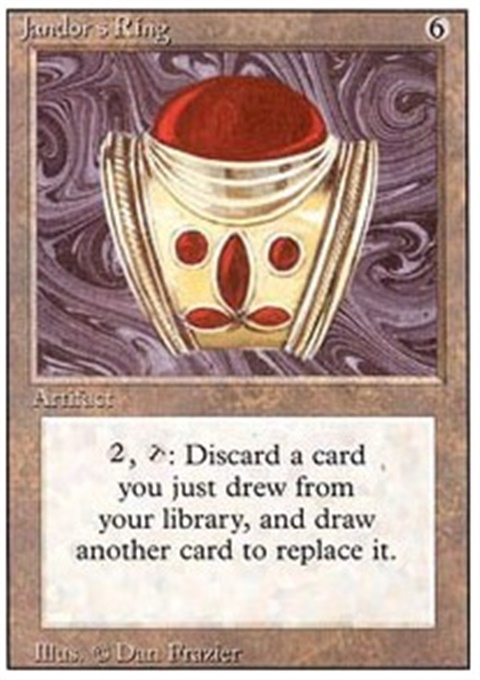 Jandor's Ring 6
Artifact
2, T: Discard a card
you just drew from
your library, and draw
another card to replace it.
Illus. © Dan Frazier